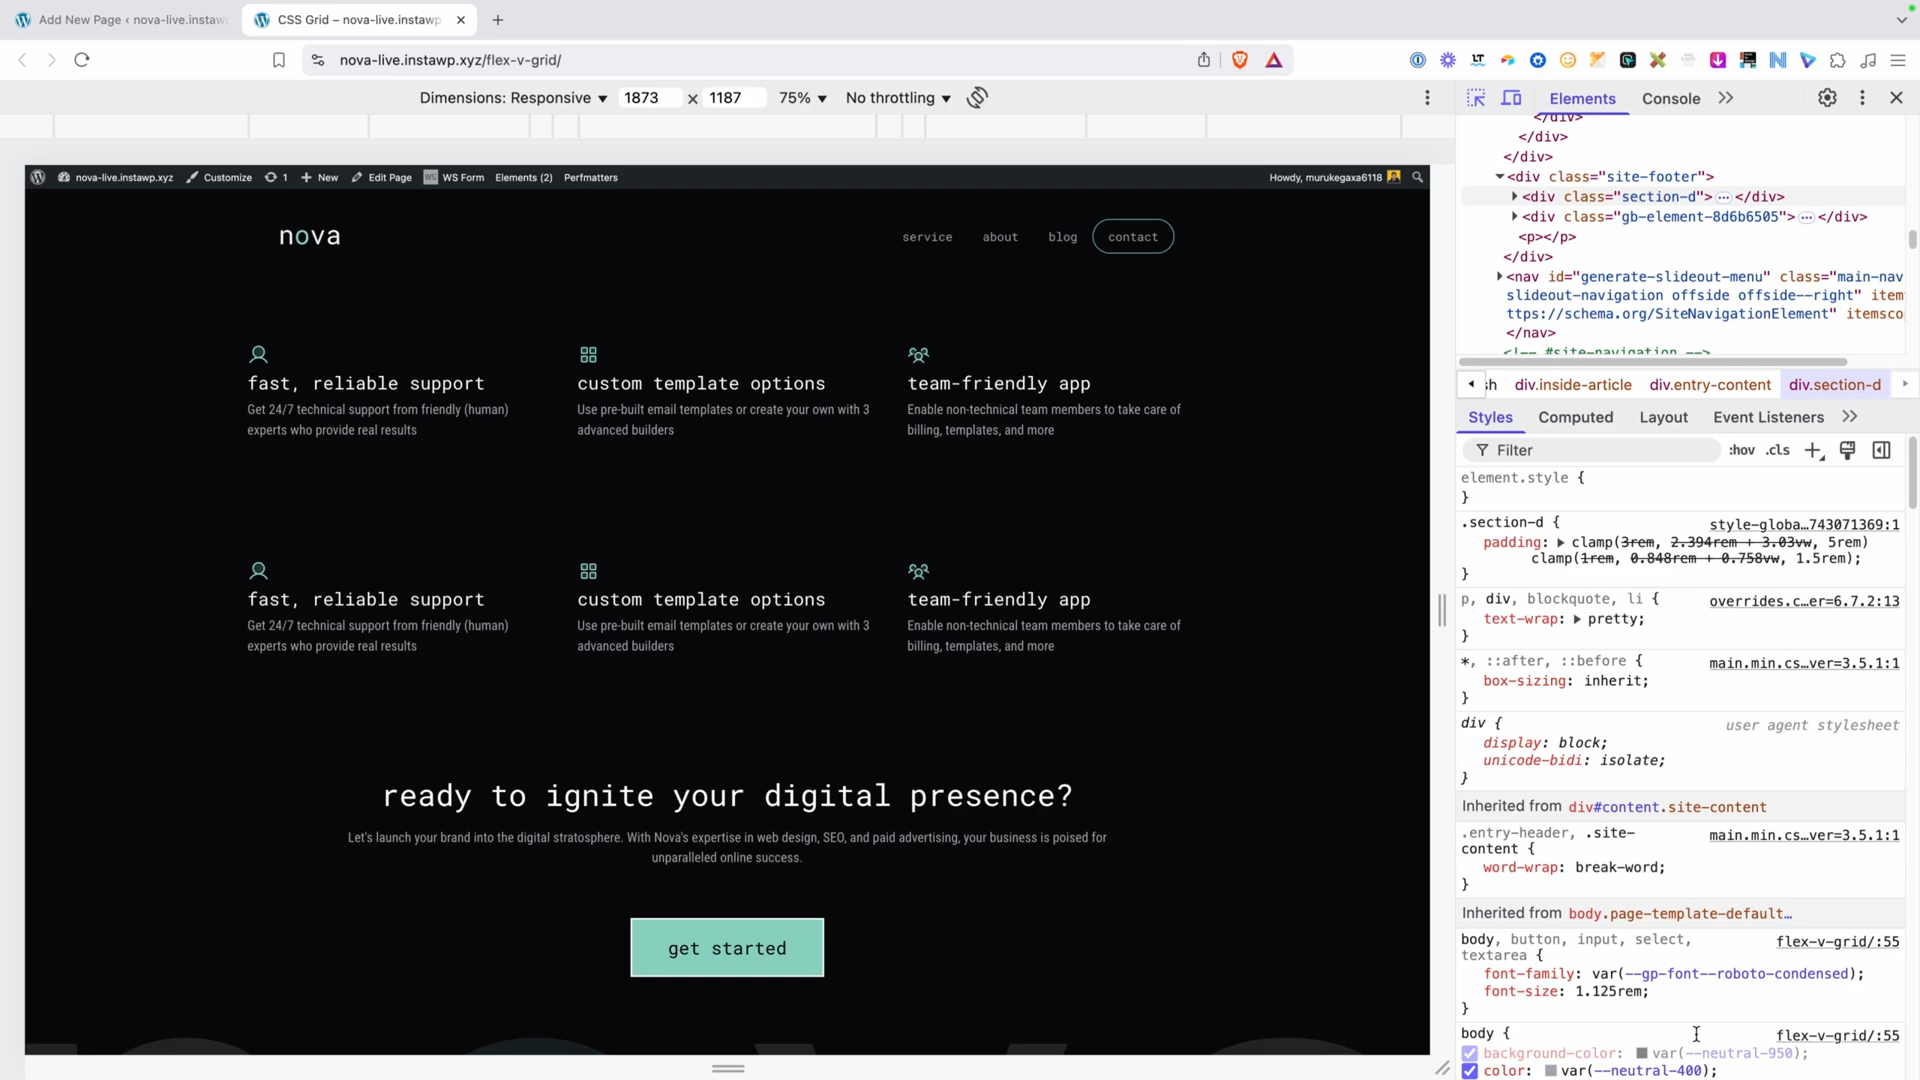 Add New Page ‹ nova-live.instaw
CSS Grid – nova-live.instawp
nova-live.instawp.xyz/flex-v-grid/
Dimensions: Responsive
1873 × 1187
75%
No throttling
Elements
Console
nova-live.instawp.xyz
Customize
1
New
Edit Page
WS Form
Elements (2)
Perfmatters
Howdy, murukegaxa6118
nova
service
about
blog
contact
fast, reliable support
Get 24/7 technical support from friendly (human)
experts who provide real results
custom template options
Use pre-built email templates or create your own with 3
advanced builders
team-friendly app
Enable non-technical team members to take care of
billing, templates, and more
fast, reliable support
Get 24/7 technical support from friendly (human)
experts who provide real results
custom template options
Use pre-built email templates or create your own with 3
advanced builders
team-friendly app
Enable non-technical team members to take care of
billing, templates, and more
ready to ignite your digital presence?
Let's launch your brand into the digital stratosphere. With Nova's expertise in web design, SEO, and paid advertising, your business is poised for
unparalleled online success.
get started
</div>
</div>
</div>
<div class="site-footer">
<div class="section-d"> … </div>
<div class="gb-element-8d6b6505"> … </div>
<p></p>
</div>
<nav id="generate-slideout-menu" class="main-nav
slideout-navigation offside offside--right" item
ttps://schema.org/SiteNavigationElement" itemsco
</nav>
<!-- #site-navigation -->
sh
div.inside-article
div.entry-content
div.section-d
Styles
Computed
Layout
Event Listeners
Filter
:hov
.cls
element.style {
}
.section-d {
style-globa…743071369:1
padding: clamp(3rem, 2.394rem + 3.03vw, 5rem)
clamp(1rem, 0.848rem + 0.758vw, 1.5rem);
}
p, div, blockquote, li {
overrides.c…er=6.7.2:13
text-wrap: pretty;
}
*, ::after, ::before {
main.min.cs…ver=3.5.1:1
box-sizing: inherit;
}
div {
user agent stylesheet
display: block;
unicode-bidi: isolate;
}
Inherited from div#content.site-content
.entry-header, .site-
content {
main.min.cs…ver=3.5.1:1
word-wrap: break-word;
}
Inherited from body.page-template-default…
body, button, input, select,
textarea {
flex-v-grid/:55
font-family: var(--gp-font--roboto-condensed);
font-size: 1.125rem;
}
body {
flex-v-grid/:55
background-color: var(--neutral-950);
color: var(--neutral-400);